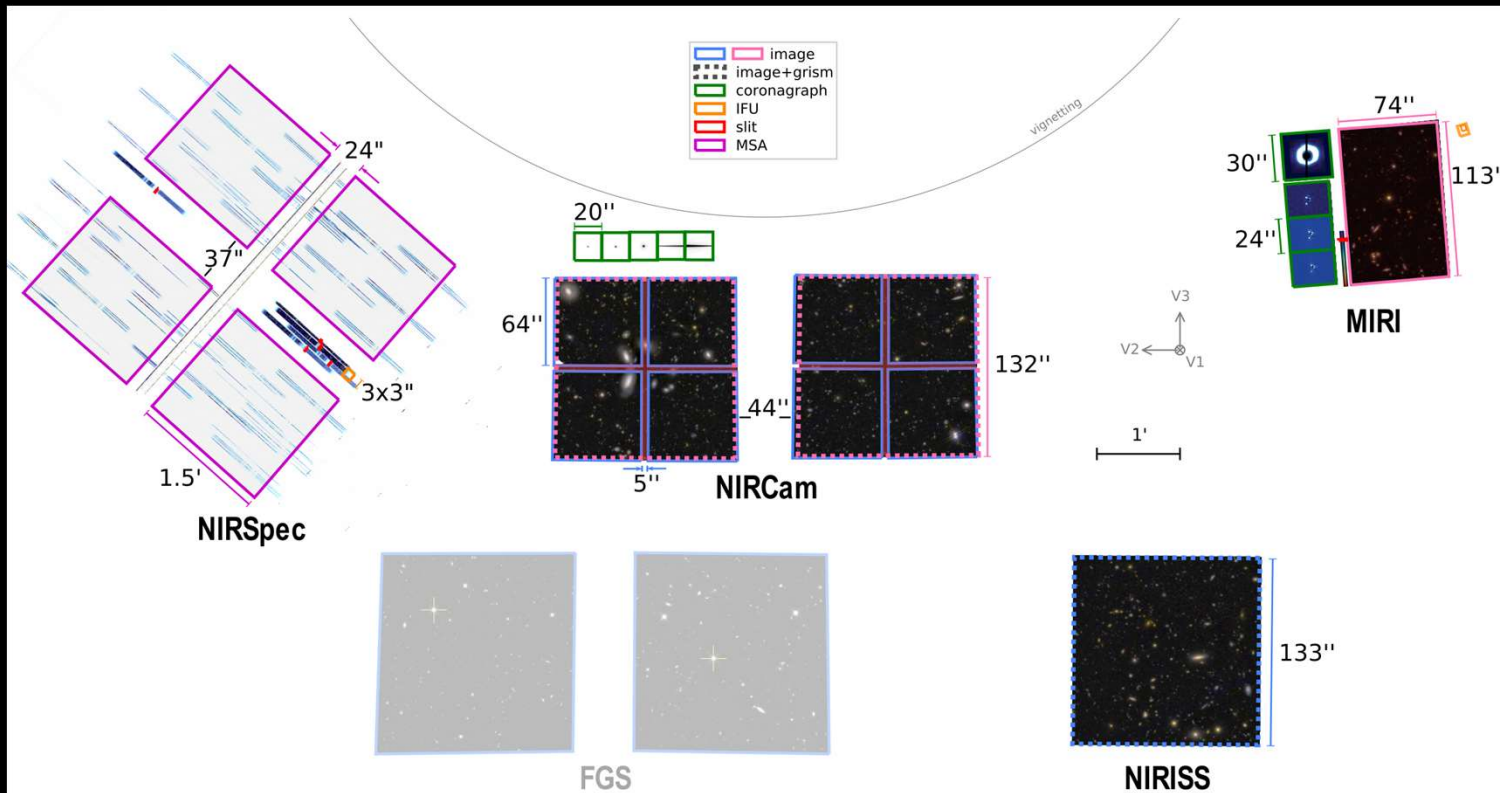 image
image+grism
coronagraph
IFU
slit
MSA
vignetting
24"
37"
3x3"
1.5'
NIRSpec
20''
64''
44''
132''
5''
NIRCam
V3
V2
V1
1'
74''
30''
113'
24''
MIRI
FGS
133''
NIRISS